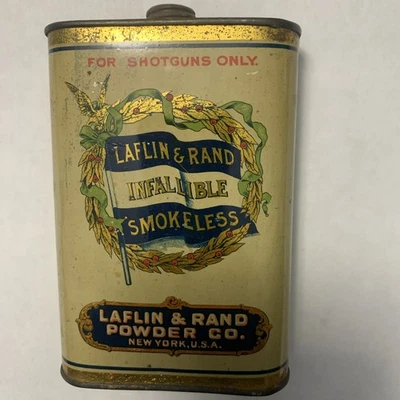 FOR SHOTGUNS ONLY.
LAFLIN & RAND
INFALLIBLE
SMOKELESS
LAFLIN & RAND
POWDER CO.
NEW YORK, U.S.A.